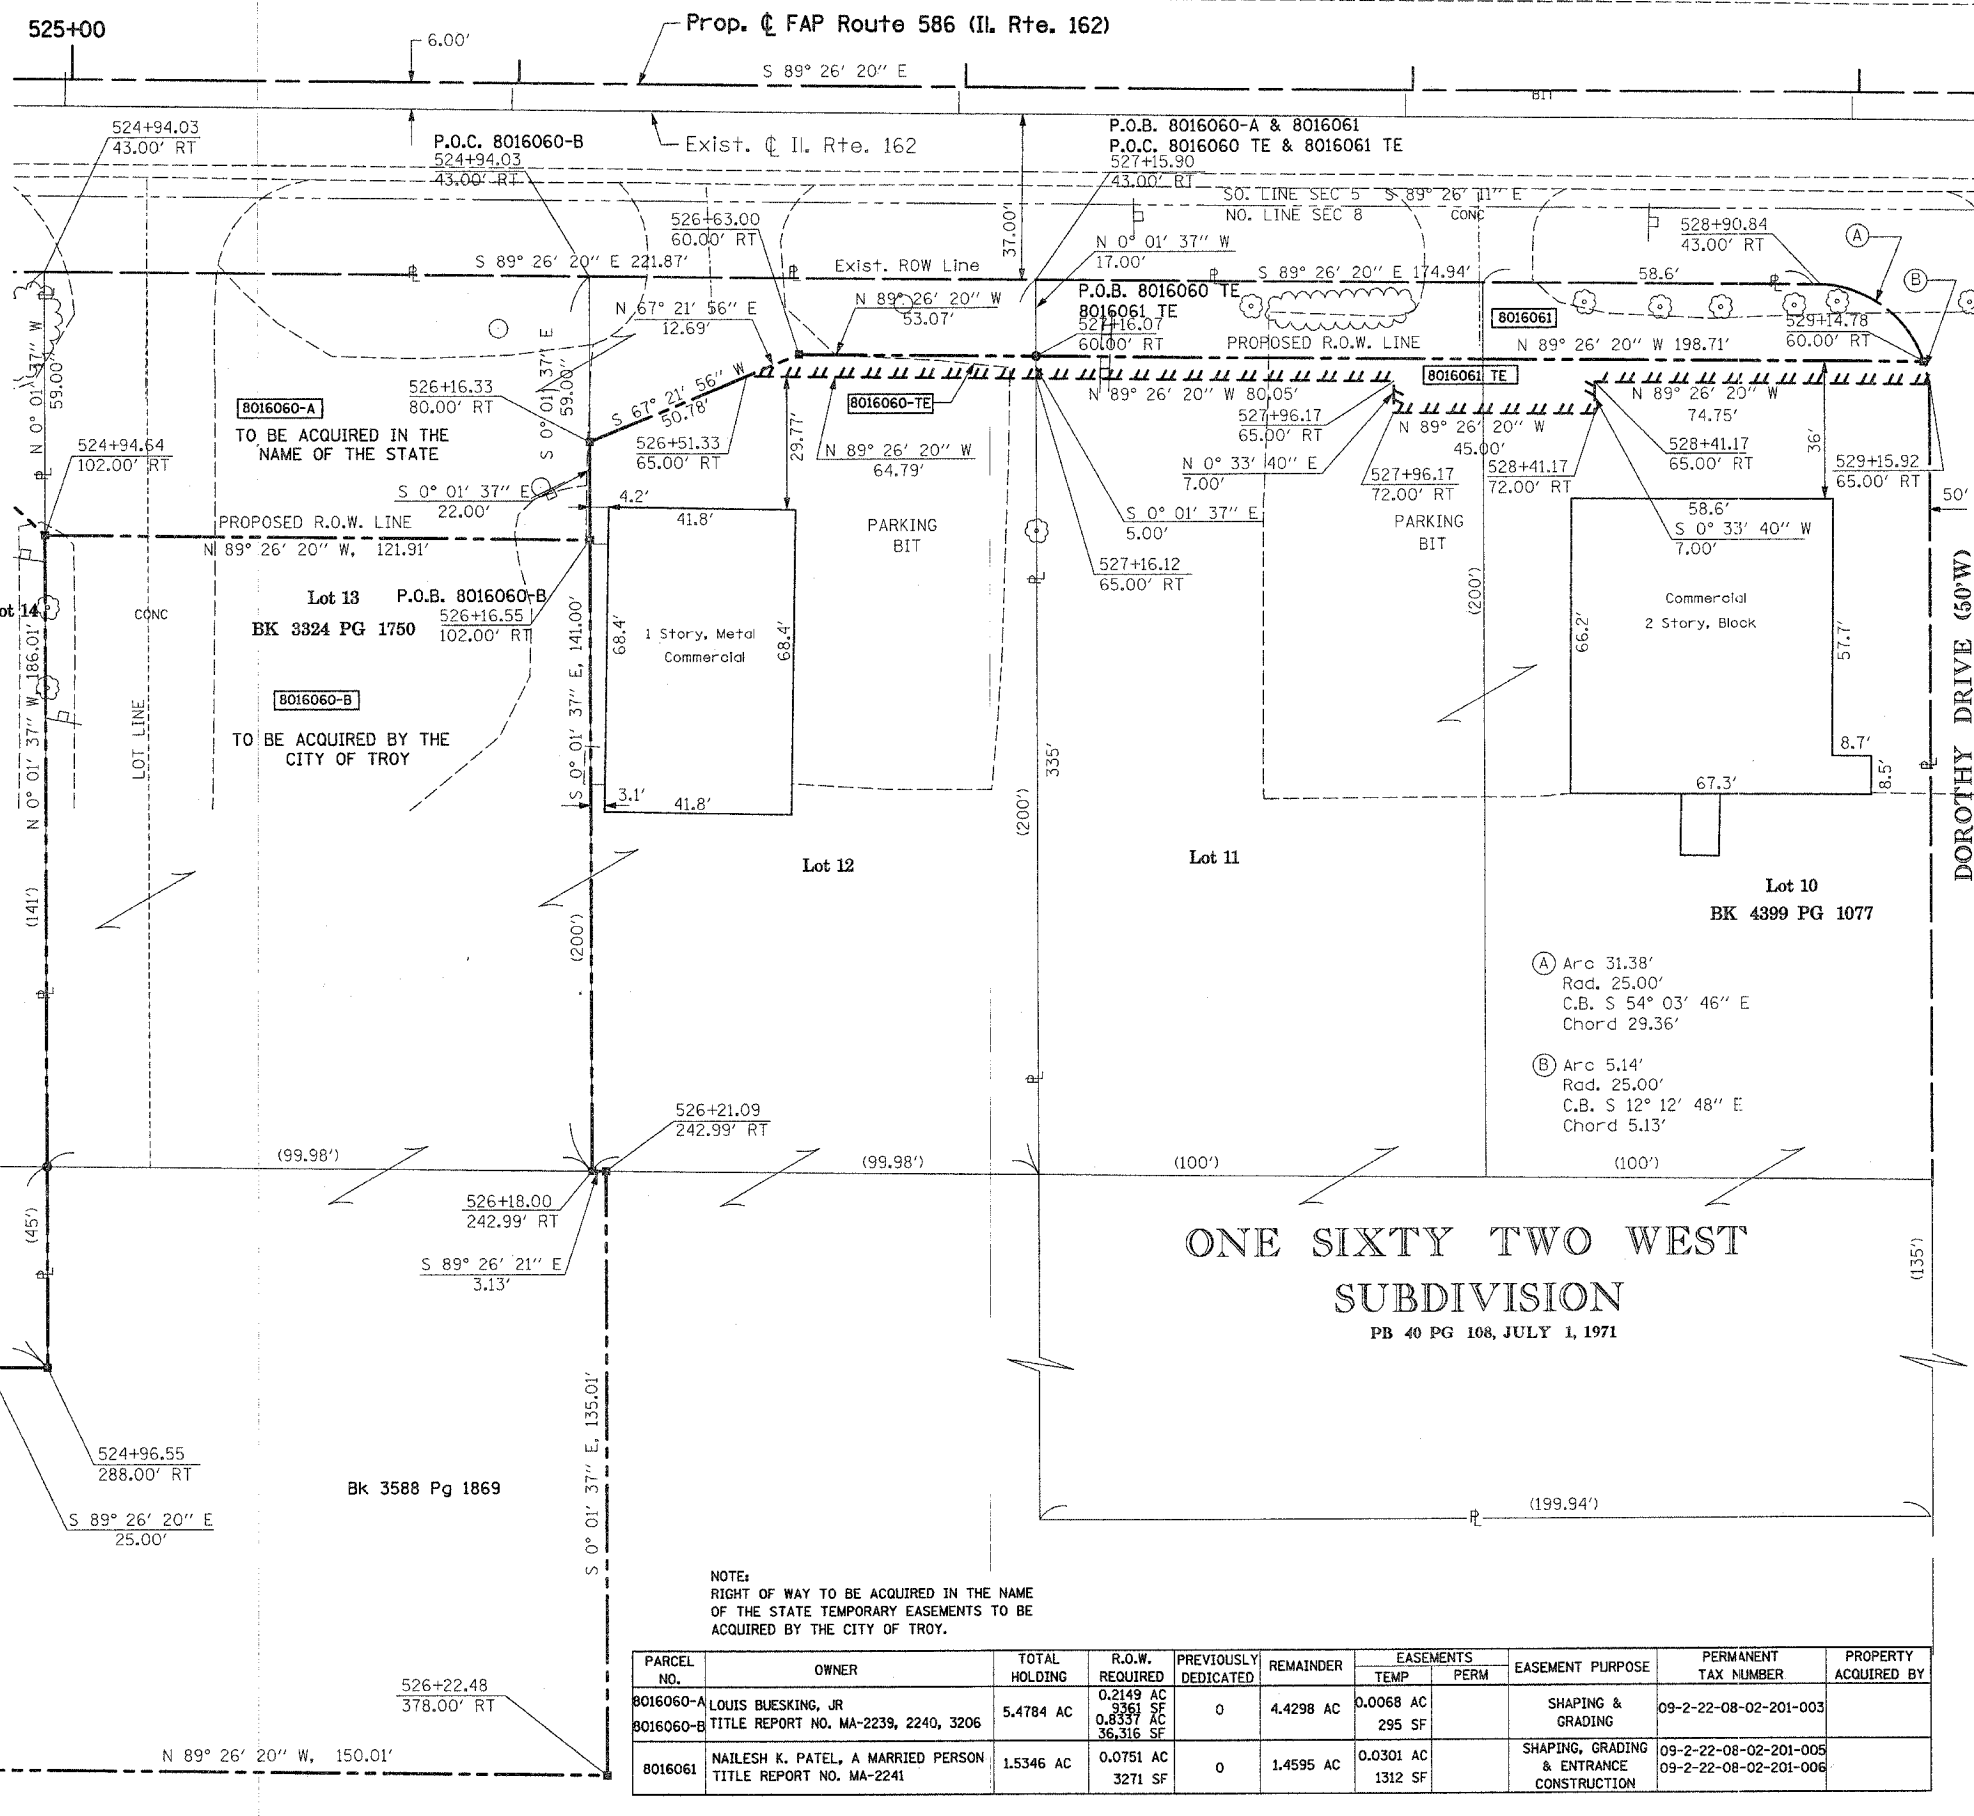 525+00
Prop. ℄ FAP Route 586 (IL. Rte. 162)
6.00'
S 89° 26' 20" E
BIT
524+94.03
43.00' RT
P.O.C. 8016060-B
524+94.03
43.00' RT
Exist. ℄ IL. Rte. 162
P.O.B. 8016060-A & 8016061
P.O.C. 8016060 TE & 8016061 TE
527+15.90
43.00' RT
SO. LINE SEC 5 S 89° 26' 11" E
NO. LINE SEC 8
CONC
37.00'
526+63.00
60.00' RT
N 0° 01' 37" W
17.00'
528+90.84
43.00' RT
A
B
S 89° 26' 20" E 221.87'
Exist. ROW Line
S 89° 26' 20" E 174.94'
58.6'
N 67° 21' 56" E
12.69'
N 89° 26' 20" W
53.07'
P.O.B. 8016060 TE
8016061 TE
527+16.07
60.00' RT
8016061
529+14.78
60.00' RT
PROPOSED R.O.W. LINE
N 89° 26' 20" W 198.71'
N 0° 01' 37" W
59.00'
S 0° 01' 37" E
59.00'
526+16.33
80.00' RT
S 67° 21' 56" W
50.78'
8016060-A
TO BE ACQUIRED IN THE
NAME OF THE STATE
8016060-TE
8016061 TE
N 89° 26' 20" W 80.05'
N 89° 26' 20" W
74.75'
527+96.17
65.00' RT
N 89° 26' 20" W
45.00'
524+94.64
102.00' RT
526+51.33
65.00' RT
29.77'
N 89° 26' 20" W
64.79'
528+41.17
65.00' RT
36'
N 0° 33' 40" E
7.00'
527+96.17
72.00' RT
528+41.17
72.00' RT
529+15.92
65.00' RT
50'
S 0° 01' 37" E
22.00'
4.2'
41.8'
58.6'
PROPOSED R.O.W. LINE
N 89° 26' 20" W, 121.91'
PARKING
BIT
S 0° 01' 37" E
5.00'
PARKING
BIT
S 0° 33' 40" W
7.00'
527+16.12
65.00' RT
ot 14
CONC
Lot 13
BK 3324 PG 1750
P.O.B. 8016060-B
526+16.55
102.00' RT
N 0° 01' 37" W, 186.01'
S 0° 01' 37" E, 141.00'
68.4'
1 Story, Metal
Commercial
68.4'
(200')
66.2'
Commercial
2 Story, Block
57.7'
DOROTHY DRIVE (50'W)
8016060-B
TO BE ACQUIRED BY THE
CITY OF TROY
LOT LINE
335'
8.7'
8.5'
67.3'
3.1'
41.8'
(200')
Lot 12
Lot 11
Lot 10
BK 4399 PG 1077
(141')
(200')
A Arc 31.38'
Rad. 25.00'
C.B. S 54° 03' 46" E
Chord 29.36'
B Arc 5.14'
Rad. 25.00'
C.B. S 12° 12' 48" E
Chord 5.13'
526+21.09
242.99' RT
(99.98')
(99.98')
(100')
(100')
526+18.00
242.99' RT
(45')
S 89° 26' 21" E
3.13'
ONE SIXTY TWO WEST
SUBDIVISION
PB 40 PG 108, JULY 1, 1971
(135')
524+96.55
288.00' RT
Bk 3588 Pg 1869
S 0° 01' 37" E, 135.01'
S 89° 26' 20" E
25.00'
(199.94')
NOTE:
RIGHT OF WAY TO BE ACQUIRED IN THE NAME
OF THE STATE TEMPORARY EASEMENTS TO BE
ACQUIRED BY THE CITY OF TROY.
526+22.48
378.00' RT
N 89° 26' 20" W, 150.01'
PARCEL NO. OWNER TOTAL HOLDING R.O.W. REQUIRED PREVIOUSLY DEDICATED REMAINDER EASEMENTS TEMP PERM EASEMENT PURPOSE PERMANENT TAX NUMBER PROPERTY ACQUIRED BY
8016060-A LOUIS BUESKING, JR 5.4784 AC 0.2149 AC 9361 SF 0 4.4298 AC 0.0068 AC SHAPING & 09-2-22-08-02-201-003
8016060-B TITLE REPORT NO. MA-2239, 2240, 3206 0.8337 AC 36,316 SF 295 SF GRADING
8016061 NAILESH K. PATEL, A MARRIED PERSON 1.5346 AC 0.0751 AC 0 1.4595 AC 0.0301 AC SHAPING, GRADING 09-2-22-08-02-201-005
TITLE REPORT NO. MA-2241 3271 SF 1312 SF & ENTRANCE 09-2-22-08-02-201-006
CONSTRUCTION